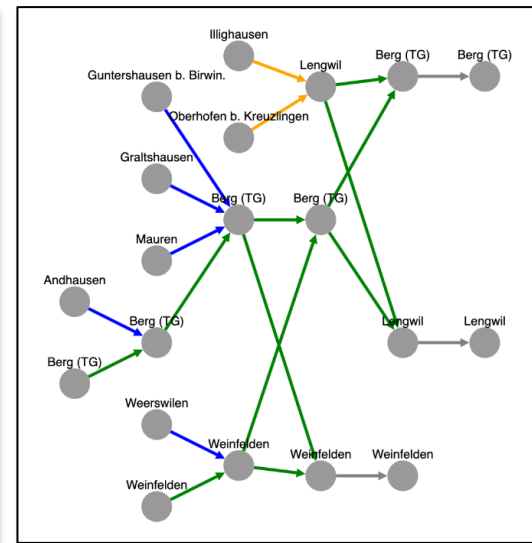 Illighausen
Lengwil
Berg (TG)
Berg (TG)
Guntershausen b. Birwin.
Oberhofen b. Kreuzlingen
Graltshausen
Berg (TG)
Berg (TG)
Mauren
Andhausen
Berg (TG)
Lengwil
Lengwil
Berg (TG)
Weerswilen
Weinfelden
Weinfelden
Weinfelden
Weinfelden